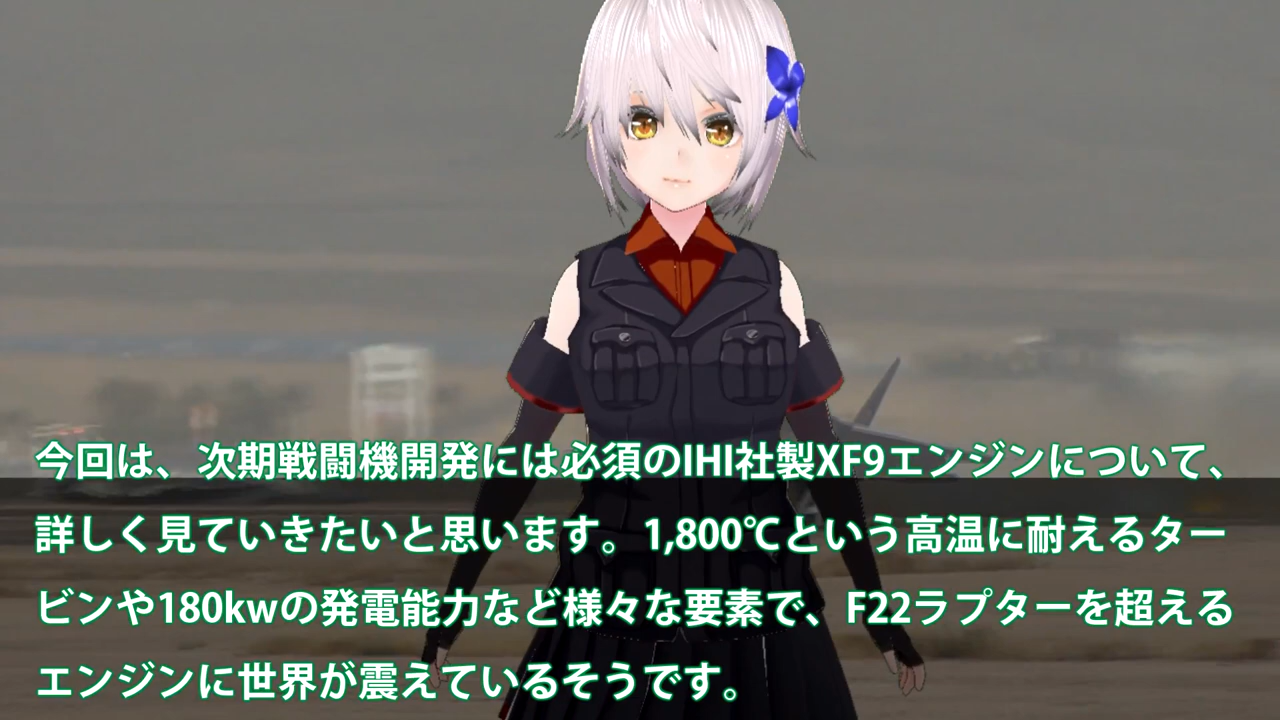 今回は、次期戦闘機開発には必須のIHI社製XF9エンジンについて、
詳しく見ていきたいと思います。1,800℃という高温に耐えるター
ビンや180kwの発電能力など様々な要素で、F22ラプターを超える
エンジンに世界が震えているそうです。